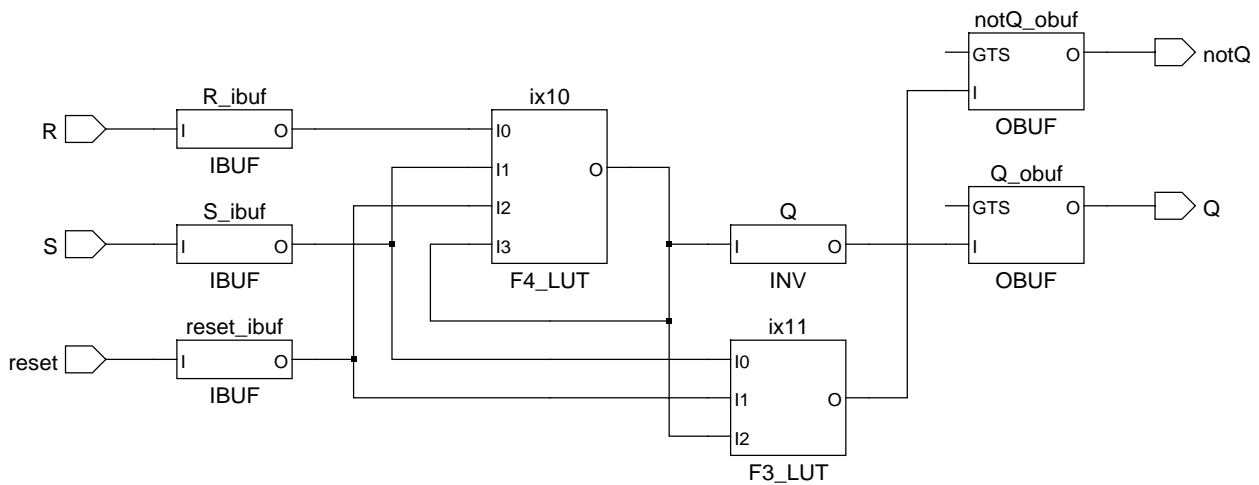 notQ_obuf
GTS O notQ
I
OBUF
R_ibuf
R I O
IBUF
ix10
I0
I1 O
I2
I3
F4_LUT
Q_obuf
GTS O Q
I
OBUF
S_ibuf
S I O
IBUF
Q
I O
INV
reset_ibuf
reset I O
IBUF
ix11
I0
I1 O
I2
F3_LUT